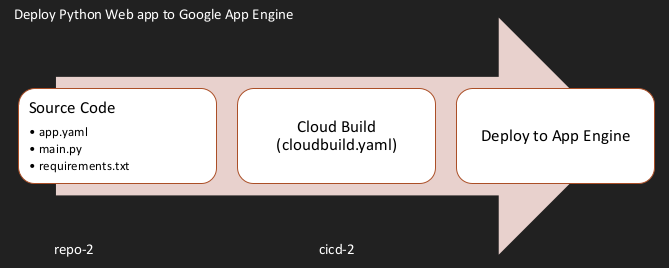 Deploy Python Web app to Google App Engine
Source Code
• app.yaml
• main.py
• requirements.txt
Cloud Build
(cloudbuild.yaml)
Deploy to App Engine
repo-2
cicd-2